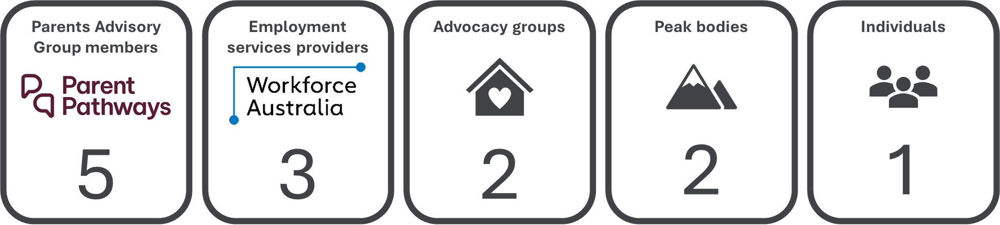 Parents Advisory
Group members
Parent
Pathways
5
Employment
services providers
Workforce
Australia
3
Advocacy groups
2
Peak bodies
2
Individuals
1